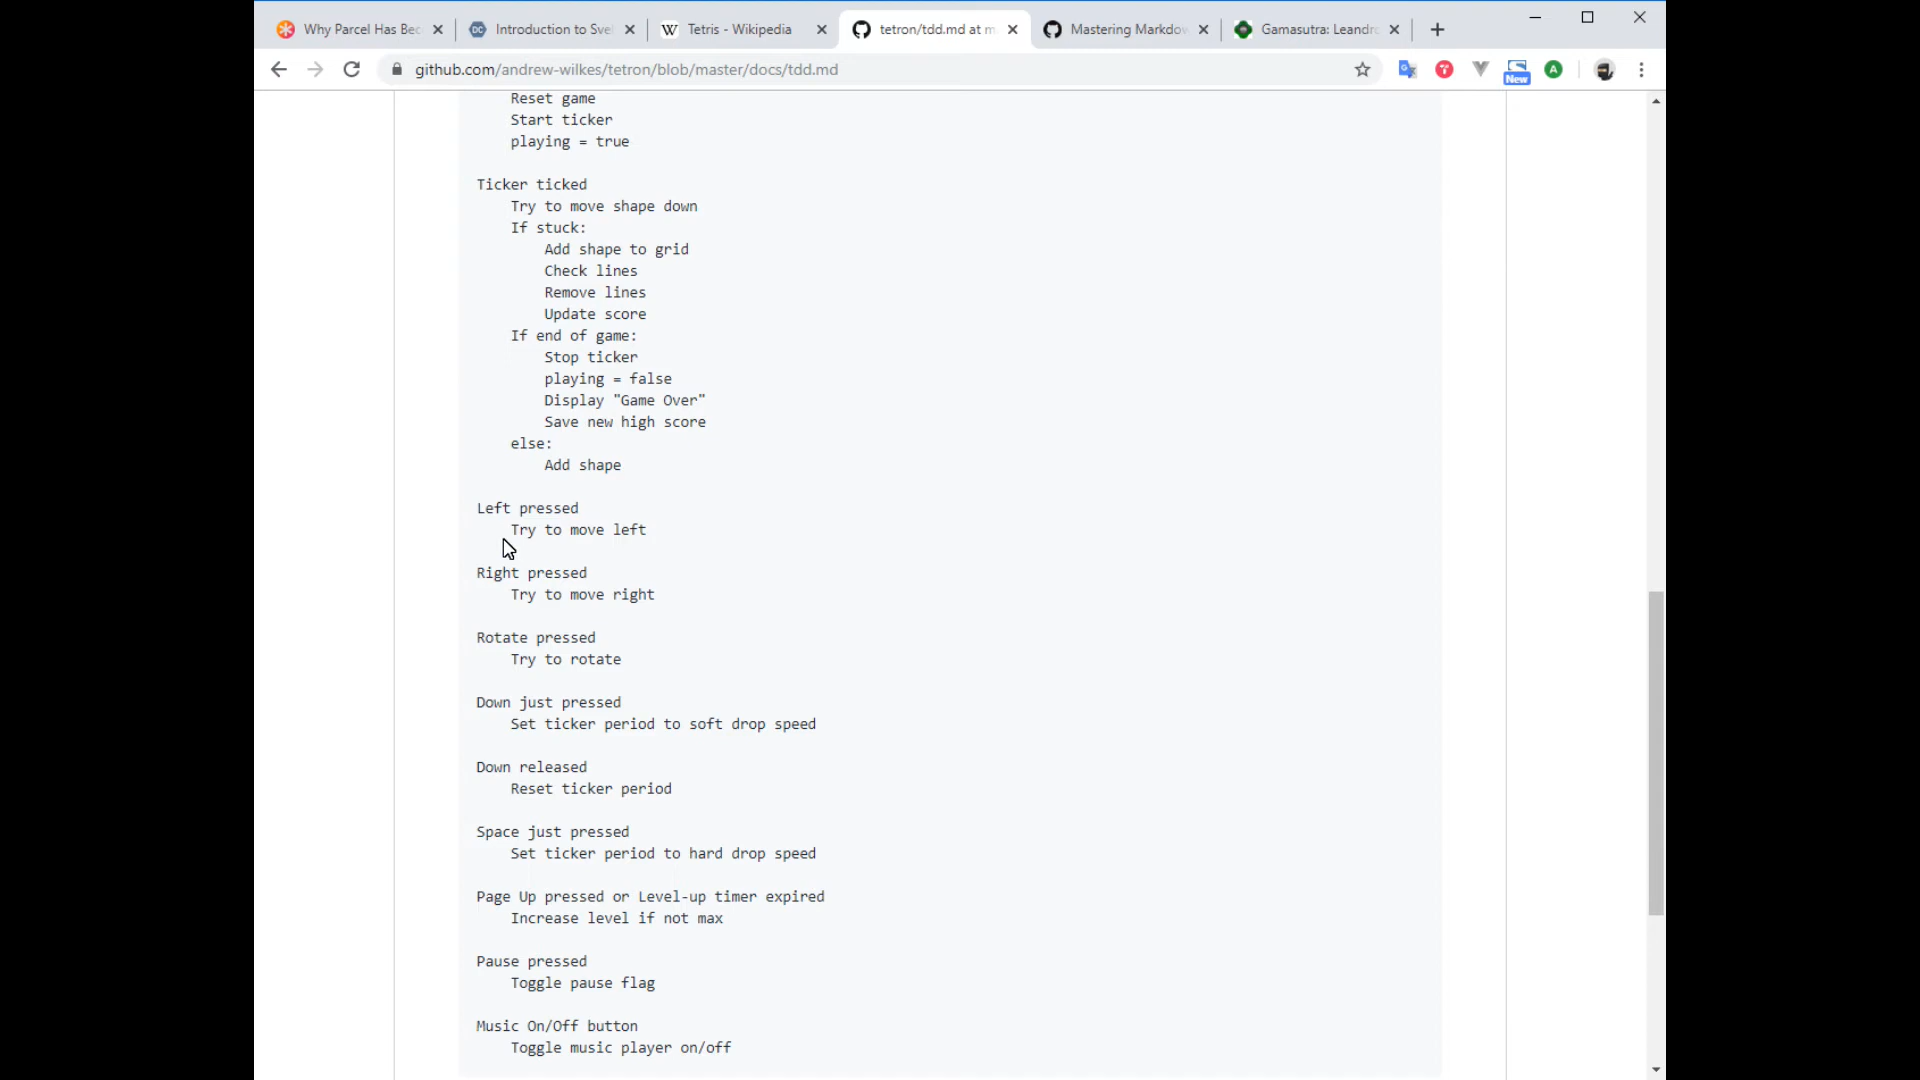 Why Parcel Has Bec
Introduction to Svel
Tetris - Wikipedia
tetron/tdd.md at m
Mastering Markdow
Gamasutra: Leandro
github.com/andrew-wilkes/tetron/blob/master/docs/tdd.md
New
A
Reset game
Start ticker
playing = true
Ticker ticked
Try to move shape down
If stuck:
Add shape to grid
Check lines
Remove lines
Update score
If end of game:
Stop ticker
playing = false
Display "Game Over"
Save new high score
else:
Add shape
Left pressed
Try to move left
Right pressed
Try to move right
Rotate pressed
Try to rotate
Down just pressed
Set ticker period to soft drop speed
Down released
Reset ticker period
Space just pressed
Set ticker period to hard drop speed
Page Up pressed or Level-up timer expired
Increase level if not max
Pause pressed
Toggle pause flag
Music On/Off button
Toggle music player on/off